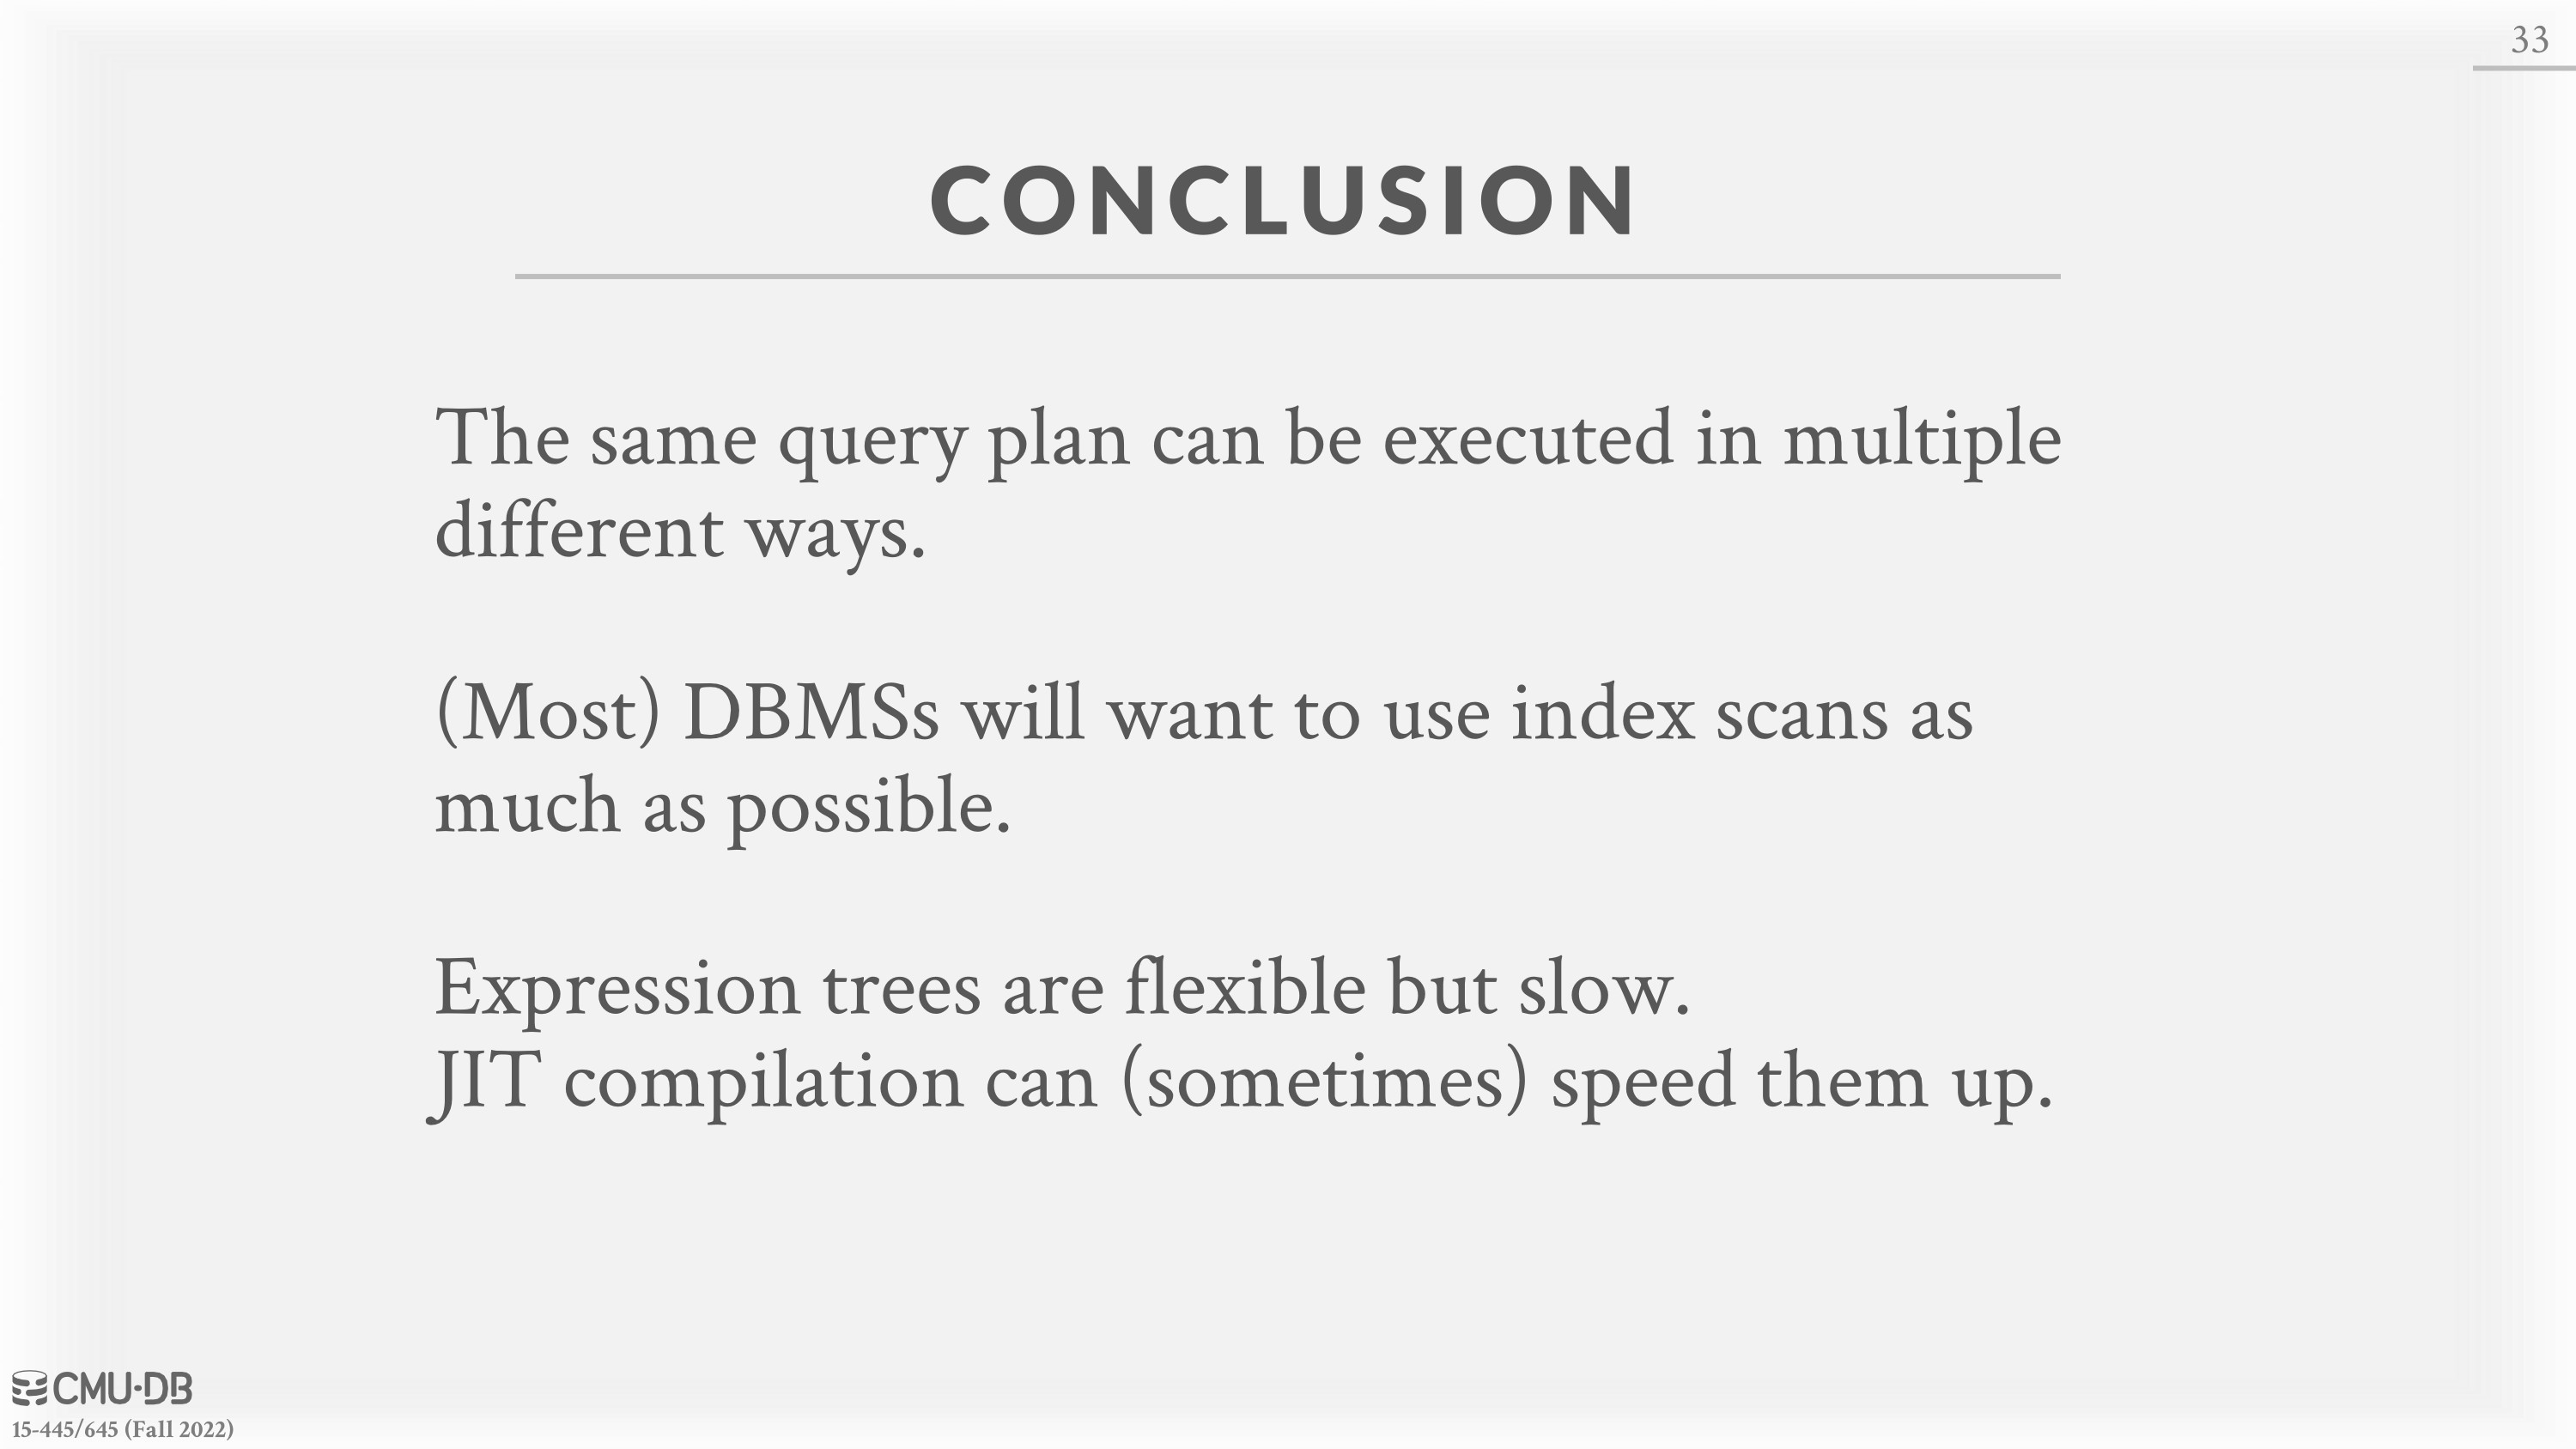 33
CONCLUSION
The same query plan can be executed in multiple
different ways.
(Most) DBMSs will want to use index scans as
much as possible.
Expression trees are flexible but slow.
JIT compilation can (sometimes) speed them up.
CMU·DB
15-445/645 (Fall 2022)